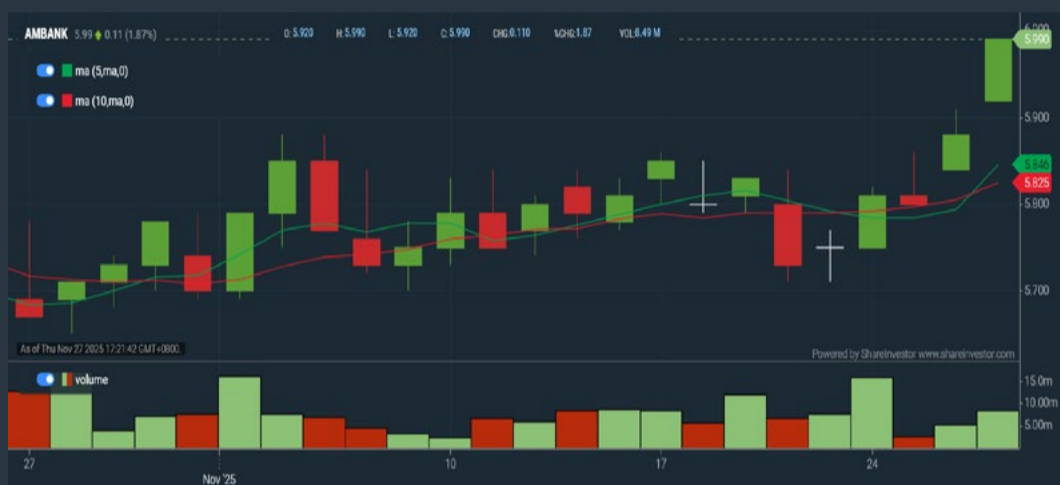 AMBANK 5.99 0.11 (1.87%) O: 5.920 H: 5.990 L: 5.920 C: 5.990 CHG:0.110 %CHG:1.87 VOL:8.49 M
ma (5,ma,0)
ma (10,ma,0)
5.990
5.900
5.846
5.825
5.800
5.700
As of Thu Nov 27 2025 17:21:42 GMT+0800.
Powered by ShareInvestor www.shareinvestor.com
volume
15.0m
10.00m
5.00m
27 10 17 24
Nov '25